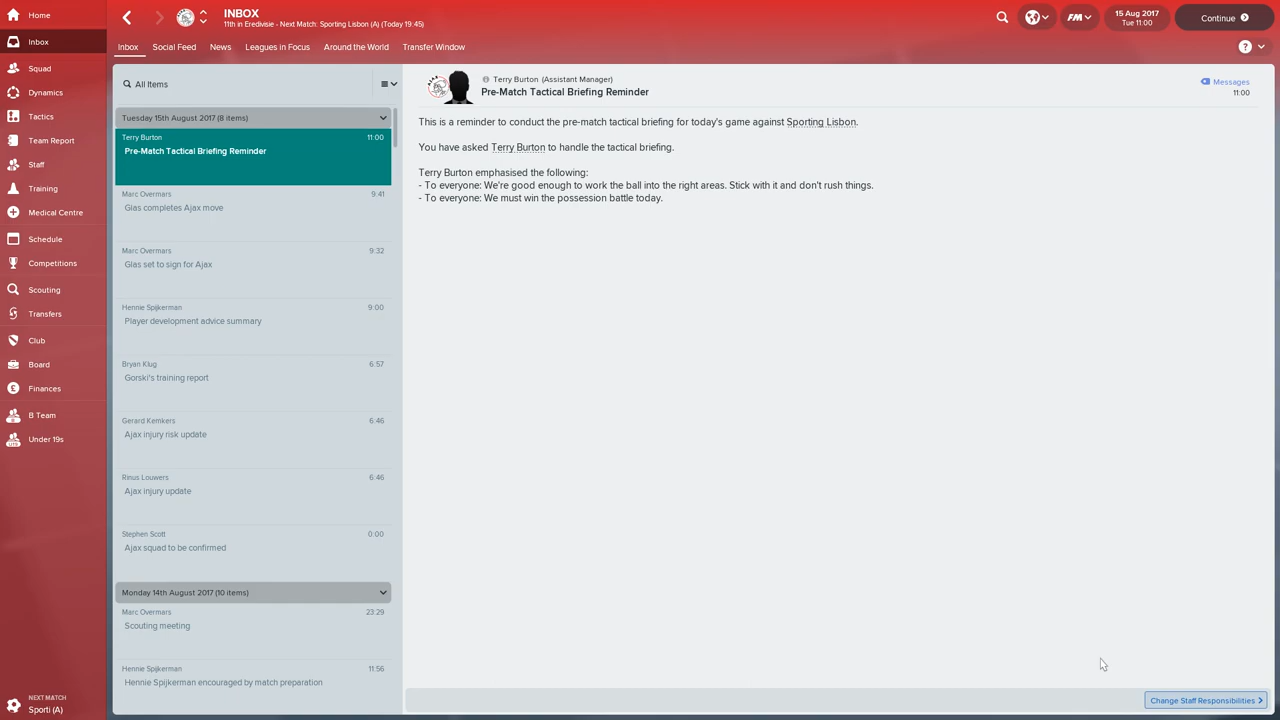 Home
Inbox
Squad
Dynamics
Tactics
Team Report
Staff
Training
Medical Centre
Schedule
Competitions
Scouting
Transfers
Club
Board
Finances
B Team
Under 19s
NEXT MATCH
Sporti (A)
INBOX
11th in Eredivisie - Next Match: Sporting Lisbon (A) (Today 19:45)
FM
15 Aug 2017
Tue 11:00
Continue
Inbox Social Feed News Leagues in Focus Around the World Transfer Window
?
All Items
Tuesday 15th August 2017 (8 items)
Terry Burton 11:00
Pre-Match Tactical Briefing Reminder
Marc Overmars 9:41
Glas completes Ajax move
Marc Overmars 9:32
Glas set to sign for Ajax
Hennie Spijkerman 9:00
Player development advice summary
Bryan Klug 6:57
Gorski's training report
Gerard Kemkers 6:46
Ajax injury risk update
Rinus Louwers 6:46
Ajax injury update
Stephen Scott 0:00
Ajax squad to be confirmed
Monday 14th August 2017 (10 items)
Marc Overmars 23:29
Scouting meeting
Hennie Spijkerman 11:56
Hennie Spijkerman encouraged by match preparation
Terry Burton (Assistant Manager)
Pre-Match Tactical Briefing Reminder
Messages
11:00
This is a reminder to conduct the pre-match tactical briefing for today's game against Sporting Lisbon.
You have asked Terry Burton to handle the tactical briefing.
Terry Burton emphasised the following:
- To everyone: We're good enough to work the ball into the right areas. Stick with it and don't rush things.
- To everyone: We must win the possession battle today.
Change Staff Responsibilities